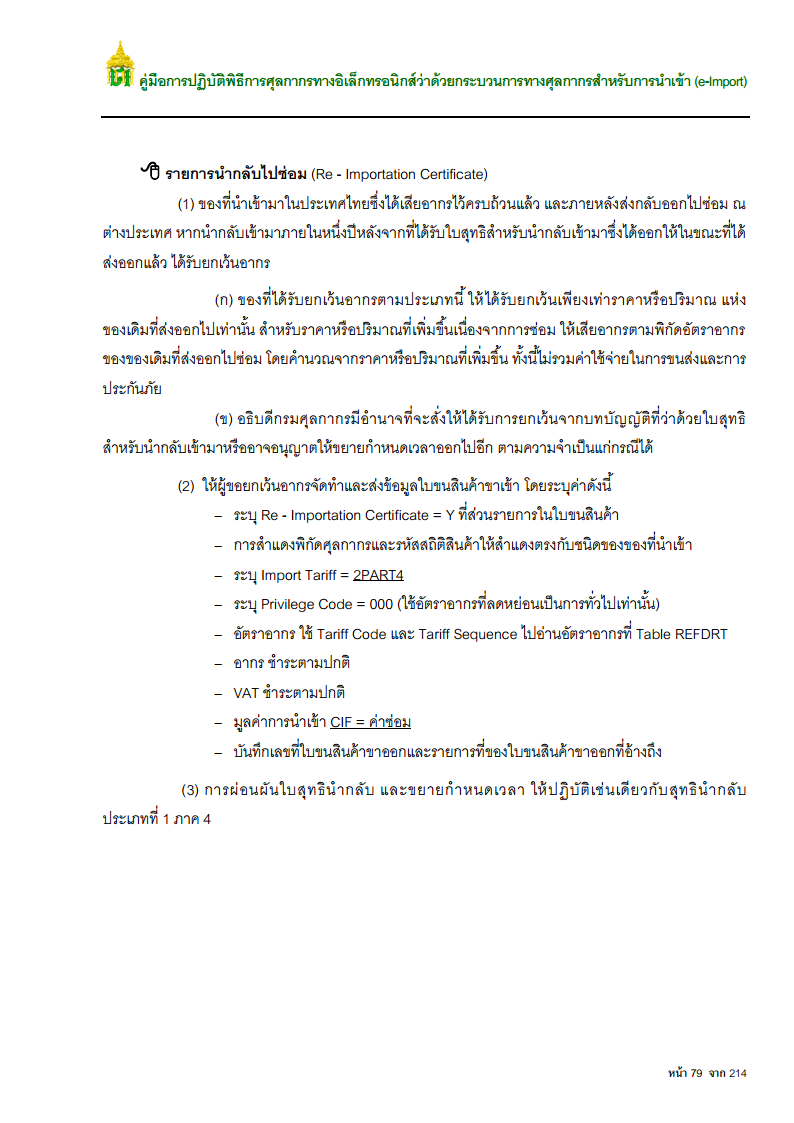 คู่มือการปฏิบัติพิธีการศุลกากรทางอิเล็กทรอนิกส์ว่าด้วยกระบวนการทางศุลกากรสำหรับการนำเข้า (e-Import)
รายการนำกลับไปซ่อม (Re - Importation Certificate)
(1) ของที่นำเข้ามาในประเทศไทยซึ่งได้เสียอากรไว้ครบถ้วนแล้ว และภายหลังส่งกลับออกไปซ่อม ณ
ต่างประเทศ หากนำกลับเข้ามาภายในหนึ่งปีหลังจากที่ได้รับใบสุทธิสำหรับนำกลับเข้ามาซึ่งได้ออกให้ในขณะที่ได้
ส่งออกแล้ว ได้รับยกเว้นอากร
(ก) ของที่ได้รับยกเว้นอากรตามประเภทนี้ ให้ได้รับยกเว้นเพียงเท่าราคาหรือปริมาณ แห่ง
ของเดิมที่ส่งออกไปเท่านั้น สำหรับราคาหรือปริมาณที่เพิ่มขึ้นเนื่องจากการซ่อม ให้เสียอากรตามพิกัดอัตราอากร
ของของเดิมที่ส่งออกไปซ่อม โดยคำนวณจากราคาหรือปริมาณที่เพิ่มขึ้น ทั้งนี้ไม่รวมค่าใช้จ่ายในการขนส่งและการ
ประกันภัย
(ข) อธิบดีกรมศุลกากรมีอำนาจที่จะสั่งให้ได้รับการยกเว้นจากบทบัญญัติที่ว่าด้วยใบสุทธิ
สำหรับนำกลับเข้ามาหรืออาจอนุญาตให้ขยายกำหนดเวลาออกไปอีก ตามความจำเป็นแก่กรณีได้
(2) ให้ผู้ขอยกเว้นอากรจัดทำและส่งข้อมูลใบขนสินค้าขาเข้า โดยระบุค่าดังนี้
– ระบุ Re - Importation Certificate = Y ที่ส่วนรายการในใบขนสินค้า
– การสำแดงพิกัดศุลกากรและรหัสสถิติสินค้าให้สำแดงตรงกับชนิดของของที่นำเข้า
– ระบุ Import Tariff = 2PART4
– ระบุ Privilege Code = 000 (ใช้อัตราอากรที่ลดหย่อนเป็นการทั่วไปเท่านั้น)
– อัตราอากร ใช้ Tariff Code และ Tariff Sequence ไปอ่านอัตราอากรที่ Table REFDRT
– อากร ชำระตามปกติ
– VAT ชำระตามปกติ
– มูลค่าการนำเข้า CIF = ค่าซ่อม
– บันทึกเลขที่ใบขนสินค้าขาออกและรายการที่ของใบขนสินค้าขาออกที่อ้างถึง
(3) การผ่อนผันใบสุทธินำกลับ และขยายกำหนดเวลา ให้ปฏิบัติเช่นเดียวกับสุทธินำกลับ
ประเภทที่ 1 ภาค 4
หน้า 79 จาก 214